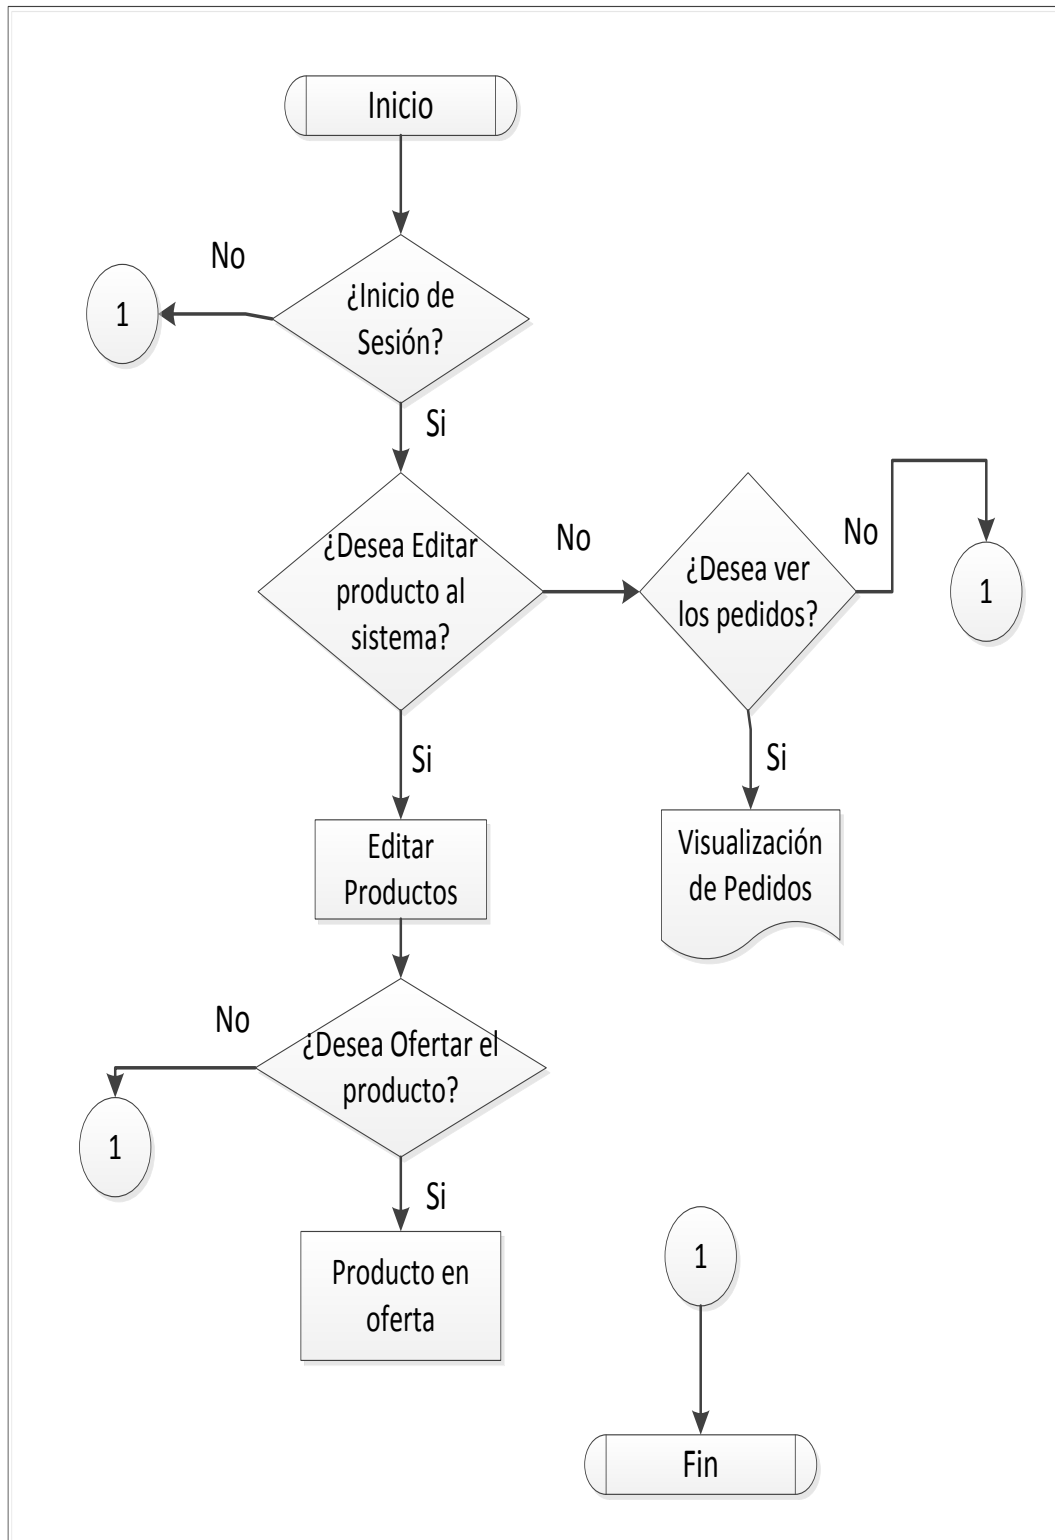 Inicio
No
1
¿Inicio de
Sesión?
Si
¿Desea Editar
producto al
sistema?
No
¿Desea ver
los pedidos?
No
1
Si
Si
Editar
Productos
Visualización
de Pedidos
No
¿Desea Ofertar el
producto?
1
Si
Producto en
oferta
1
Fin